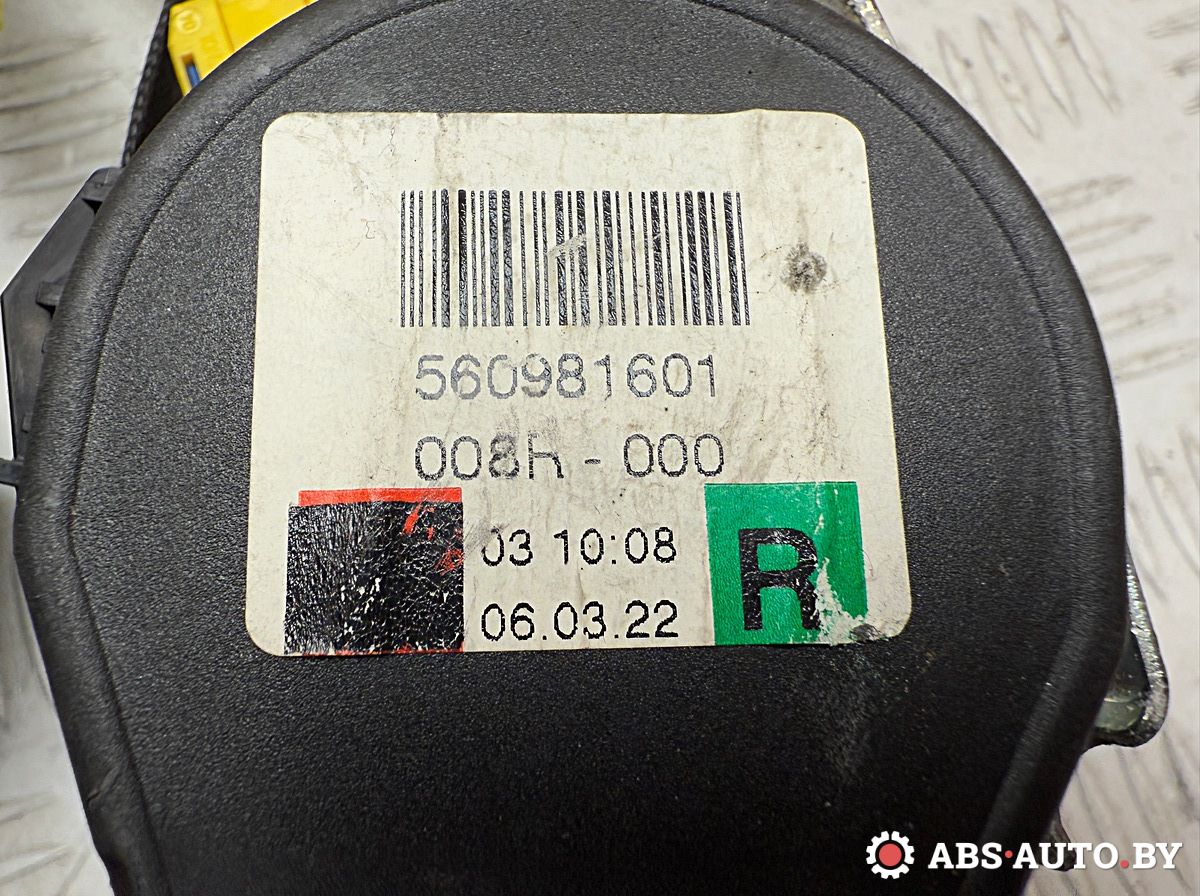 560981601
008R - 000
03 10:08
06.03.22
R
ABS·AUTO.BY